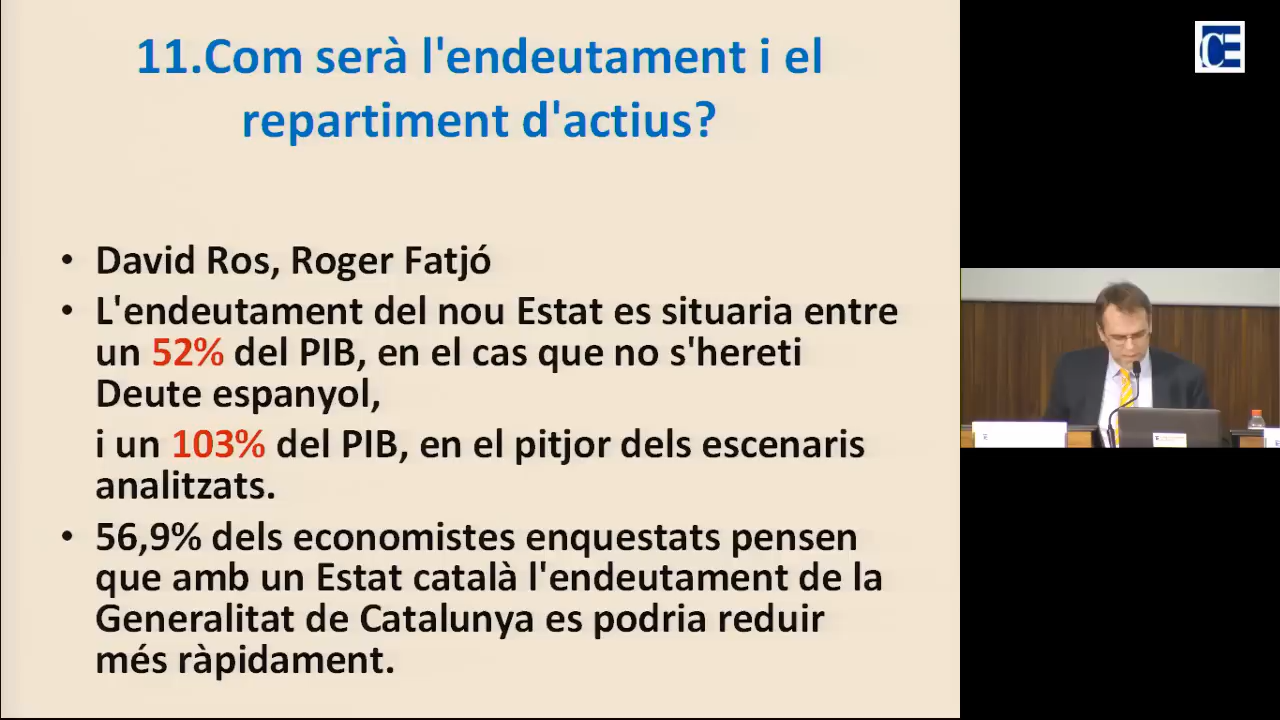 11.Com serà l'endeutament i el
repartiment d'actius?
• David Ros, Roger Fatjó
• L'endeutament del nou Estat es situaria entre
un 52% del PIB, en el cas que no s'hereti
Deute espanyol,
i un 103% del PIB, en el pitjor dels escenaris
analitzats.
• 56,9% dels economistes enquestats pensen
que amb un Estat català l'endeutament de la
Generalitat de Catalunya es podria reduir
més ràpidament.
CE